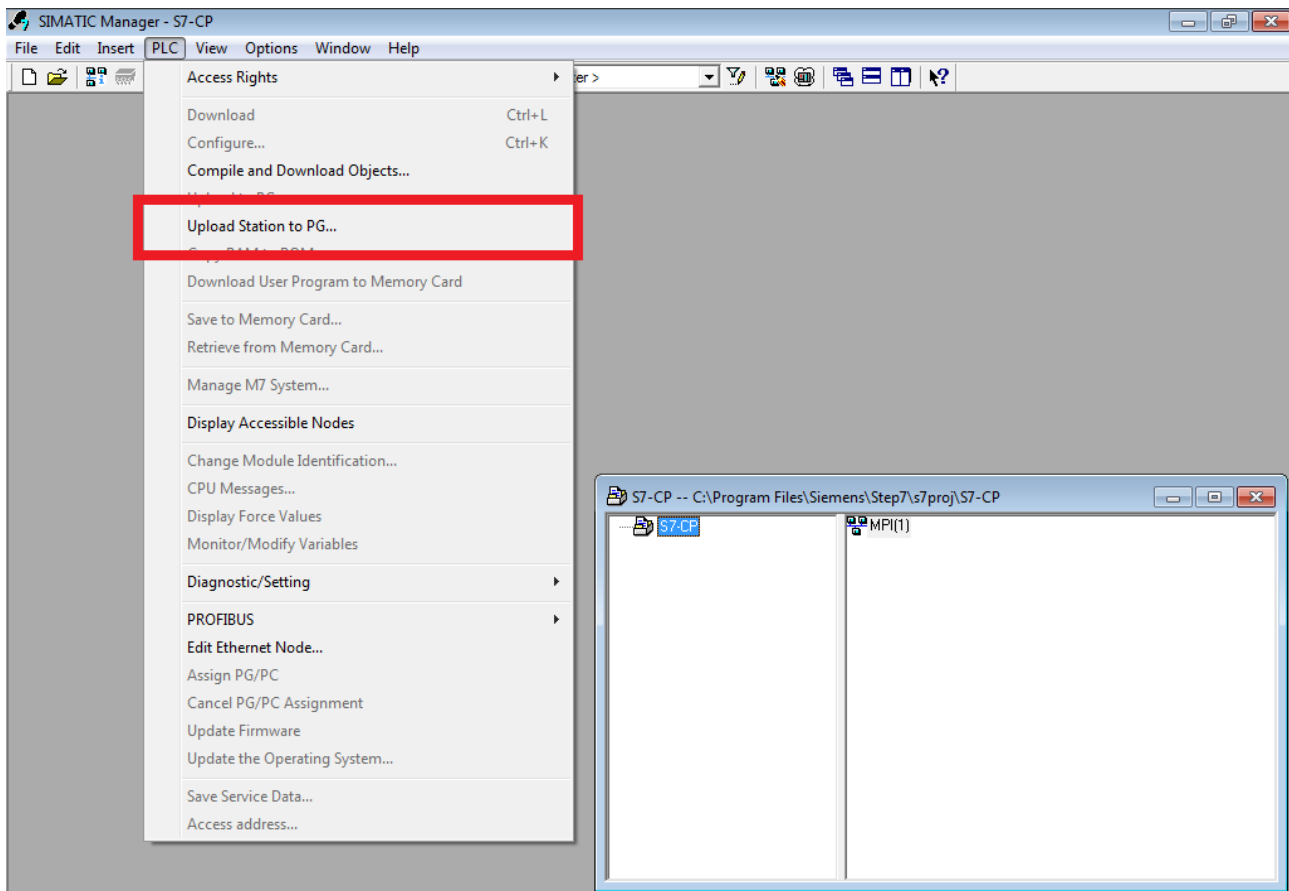 SIMATIC Manager - S7-CP
File Edit Insert PLC View Options Window Help
er >
Access Rights
Download Ctrl+L
Configure... Ctrl+K
Compile and Download Objects...
Upload Station to PG...
Download User Program to Memory Card
Save to Memory Card...
Retrieve from Memory Card...
Manage M7 System...
Display Accessible Nodes
Change Module Identification...
CPU Messages...
Display Force Values
Monitor/Modify Variables
Diagnostic/Setting
PROFIBUS
Edit Ethernet Node...
Assign PG/PC
Cancel PG/PC Assignment
Update Firmware
Update the Operating System...
Save Service Data...
Access address...
S7-CP -- C:\Program Files\Siemens\Step7\s7proj\S7-CP
S7-CP MPI(1)